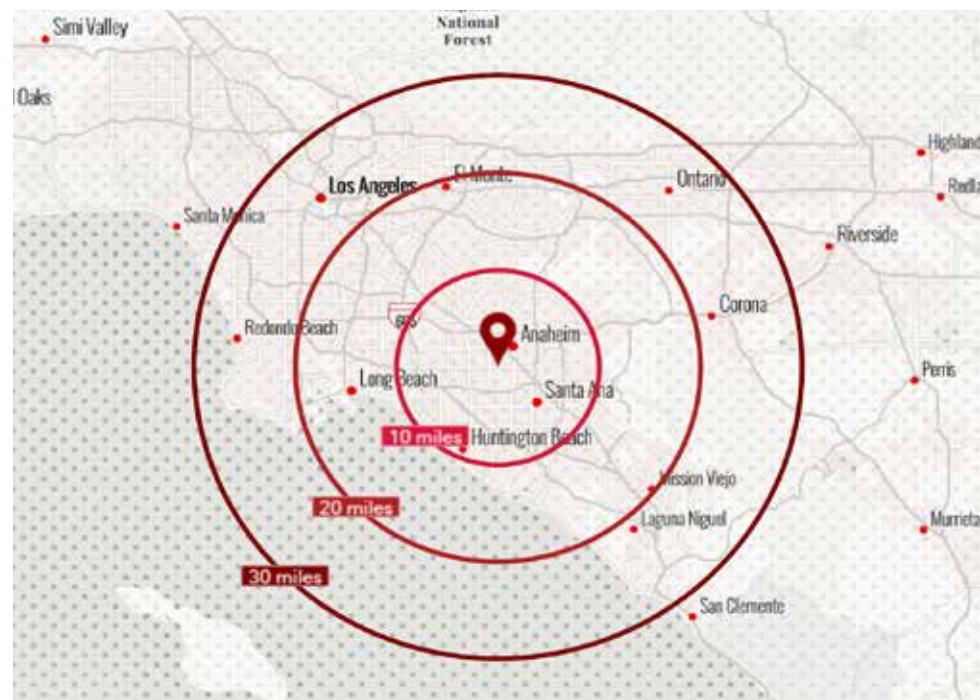 National
Forest
Simi Valley
Oaks
Highland
Los Angeles
El Monte
Ontario
Redla
Santa Monica
Riverside
605
Corona
Redondo Beach
Anaheim
Long Beach
Santa Ana
Perris
10 miles
Huntington Beach
Mission Viejo
20 miles
Laguna Niguel
Murrieta
30 miles
San Clemente